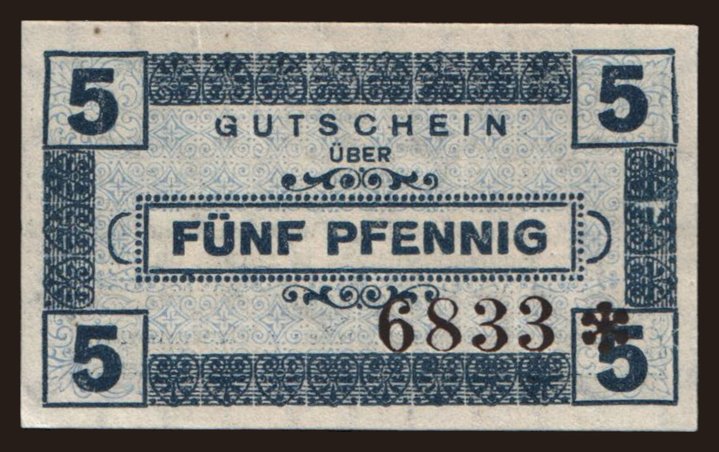 5 5
GUTSCHEIN
ÜBER
FÜNF PFENNIG
6833 *
5 5